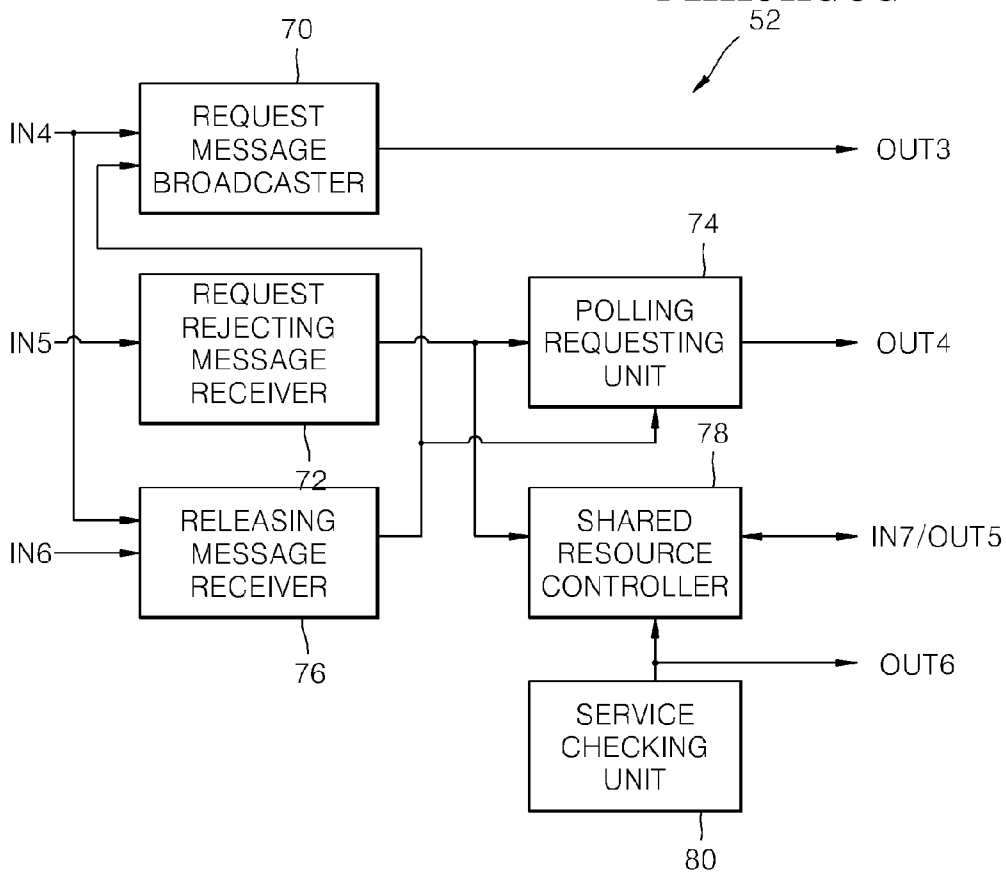 52
70
IN4
REQUEST
MESSAGE
BROADCASTER
OUT3
74
IN5
REQUEST
REJECTING
MESSAGE
RECEIVER
72
POLLING
REQUESTING
UNIT
OUT4
78
IN6
RELEASING
MESSAGE
RECEIVER
76
SHARED
RESOURCE
CONTROLLER
IN7/OUT5
OUT6
SERVICE
CHECKING
UNIT
80